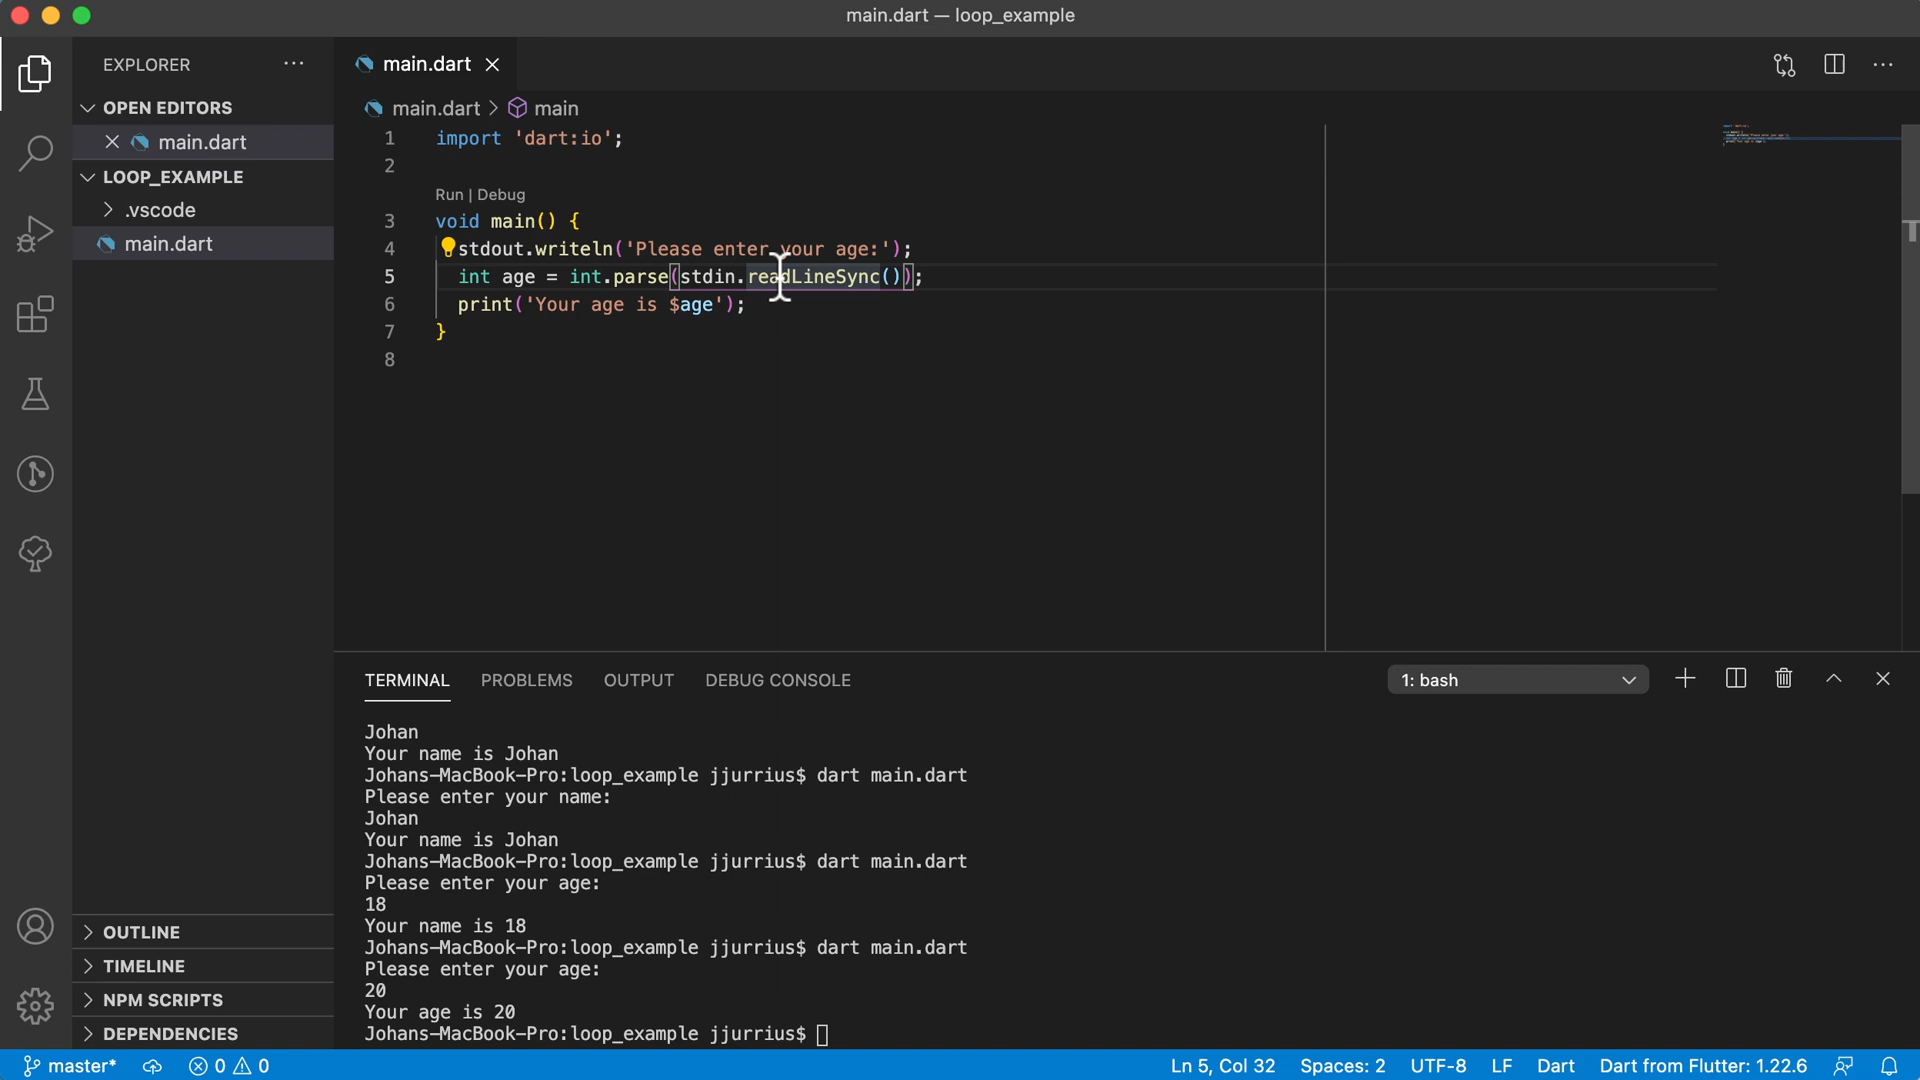 main.dart — loop_example
EXPLORER
OPEN EDITORS
main.dart
LOOP_EXAMPLE
.vscode
main.dart
OUTLINE
TIMELINE
NPM SCRIPTS
DEPENDENCIES
main.dart
main.dart > main
1 import 'dart:io';
2
Run | Debug
3 void main() {
4 stdout.writeln('Please enter your age:');
5 int age = int.parse(stdin.readLineSync());
6 print('Your age is $age');
7 }
8
TERMINAL PROBLEMS OUTPUT DEBUG CONSOLE 1: bash
Johan
Your name is Johan
Johans-MacBook-Pro:loop_example jjurrius$ dart main.dart
Please enter your name:
Johan
Your name is Johan
Johans-MacBook-Pro:loop_example jjurrius$ dart main.dart
Please enter your age:
18
Your name is 18
Johans-MacBook-Pro:loop_example jjurrius$ dart main.dart
Please enter your age:
20
Your age is 20
Johans-MacBook-Pro:loop_example jjurrius$
master* 0 0 Ln 5, Col 32 Spaces: 2 UTF-8 LF Dart Dart from Flutter: 1.22.6